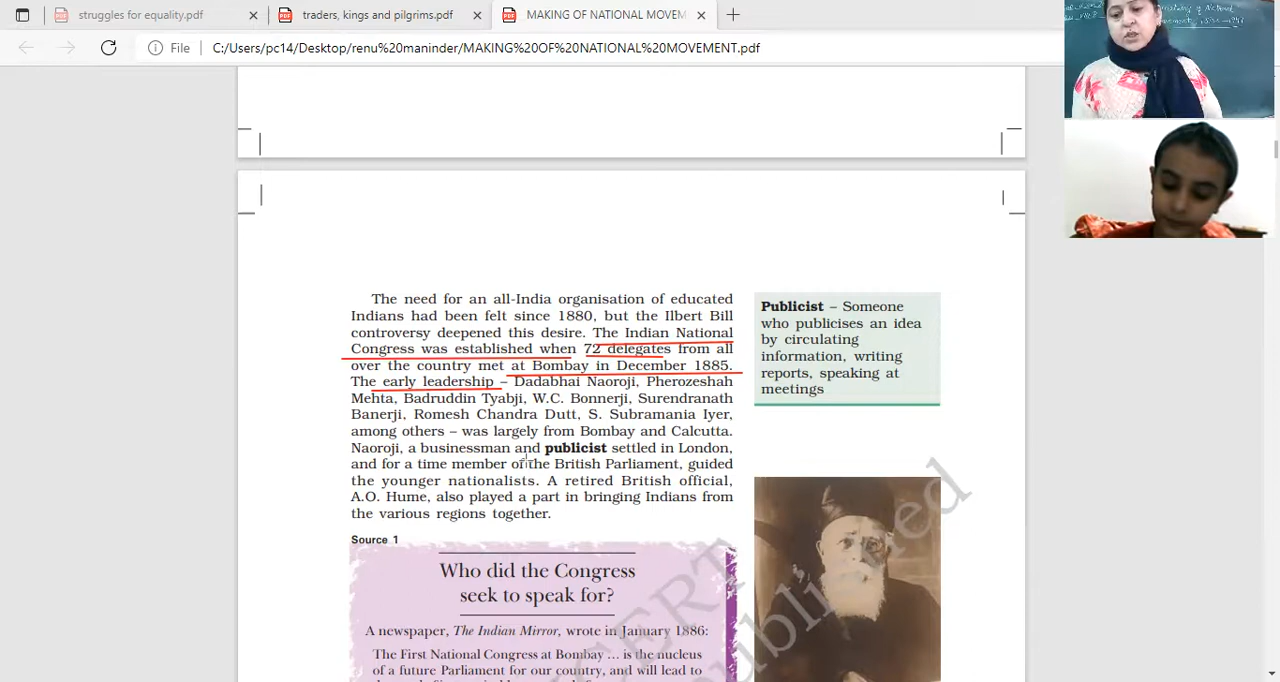 struggles for equality.pdf
traders, kings and pilgrims.pdf
MAKING OF NATIONAL MOVEM
File
C:/Users/pc14/Desktop/renu%20maninder/MAKING%20OF%20NATIONAL%20MOVEMENT.pdf
The need for an all-India organisation of educated
Indians had been felt since 1880, but the Ilbert Bill
controversy deepened this desire. The Indian National
Congress was established when 72 delegates from all
over the country met at Bombay in December 1885.
The early leadership – Dadabhai Naoroji, Pherozeshah
Mehta, Badruddin Tyabji, W.C. Bonnerji, Surendranath
Banerji, Romesh Chandra Dutt, S. Subramania Iyer,
among others – was largely from Bombay and Calcutta.
Naoroji, a businessman and publicist settled in London,
and for a time member of the British Parliament, guided
the younger nationalists. A retired British official,
A.O. Hume, also played a part in bringing Indians from
the various regions together.
Publicist – Someone
who publicises an idea
by circulating
information, writing
reports, speaking at
meetings
Source 1
Who did the Congress
seek to speak for?
A newspaper, The Indian Mirror, wrote in January 1886:
The First National Congress at Bombay ... is the nucleus
of a future Parliament for our country, and will lead to